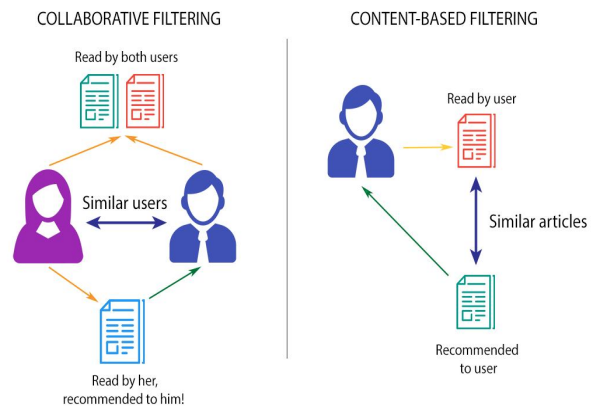 COLLABORATIVE FILTERING
Read by both users
Similar users
Read by her,
recommended to him!
CONTENT-BASED FILTERING
Read by user
Similar articles
Recommended
to user